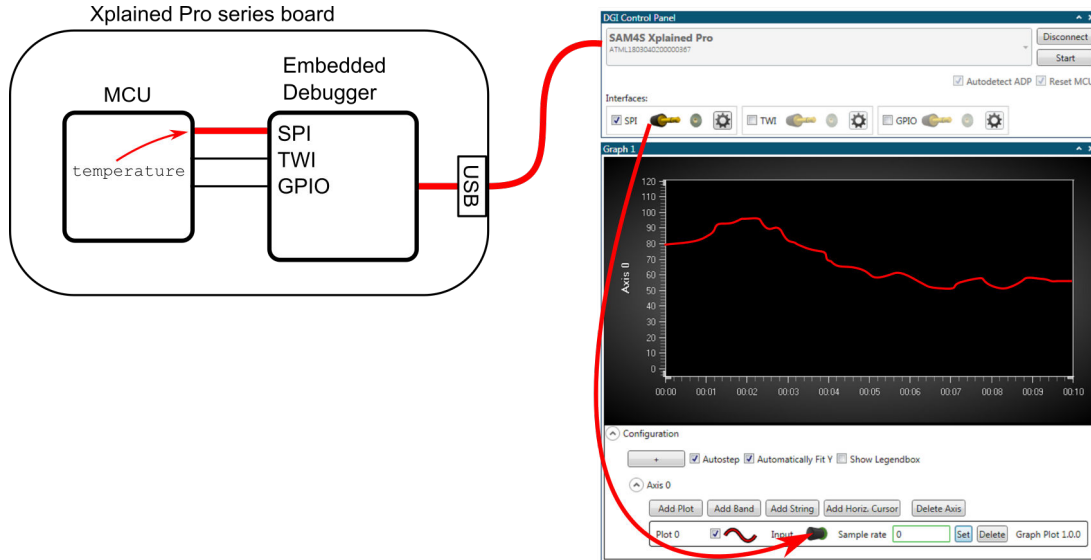 Xplained Pro series board
MCU
Embedded
Debugger
temperature
SPI
TWI
GPIO
USB
DGI Control Panel
SAM4S Xplained Pro
ATML1803040200000367
Disconnect
Start
Autodetect ADP
Reset MCU
Interfaces:
SPI
TWI
GPIO
Graph 1
Axis 0
120
110
100
90
80
70
60
50
40
30
20
10
0
00:00 00:01 00:02 00:03 00:04 00:05 00:06 00:07 00:08 00:09 00:10
Configuration
+ Autostep Automatically Fit Y Show Legendbox
Axis 0
Add Plot Add Band Add String Add Horiz. Cursor Delete Axis
Plot 0 Input Sample rate 0 Set Delete Graph Plot 1.0.0